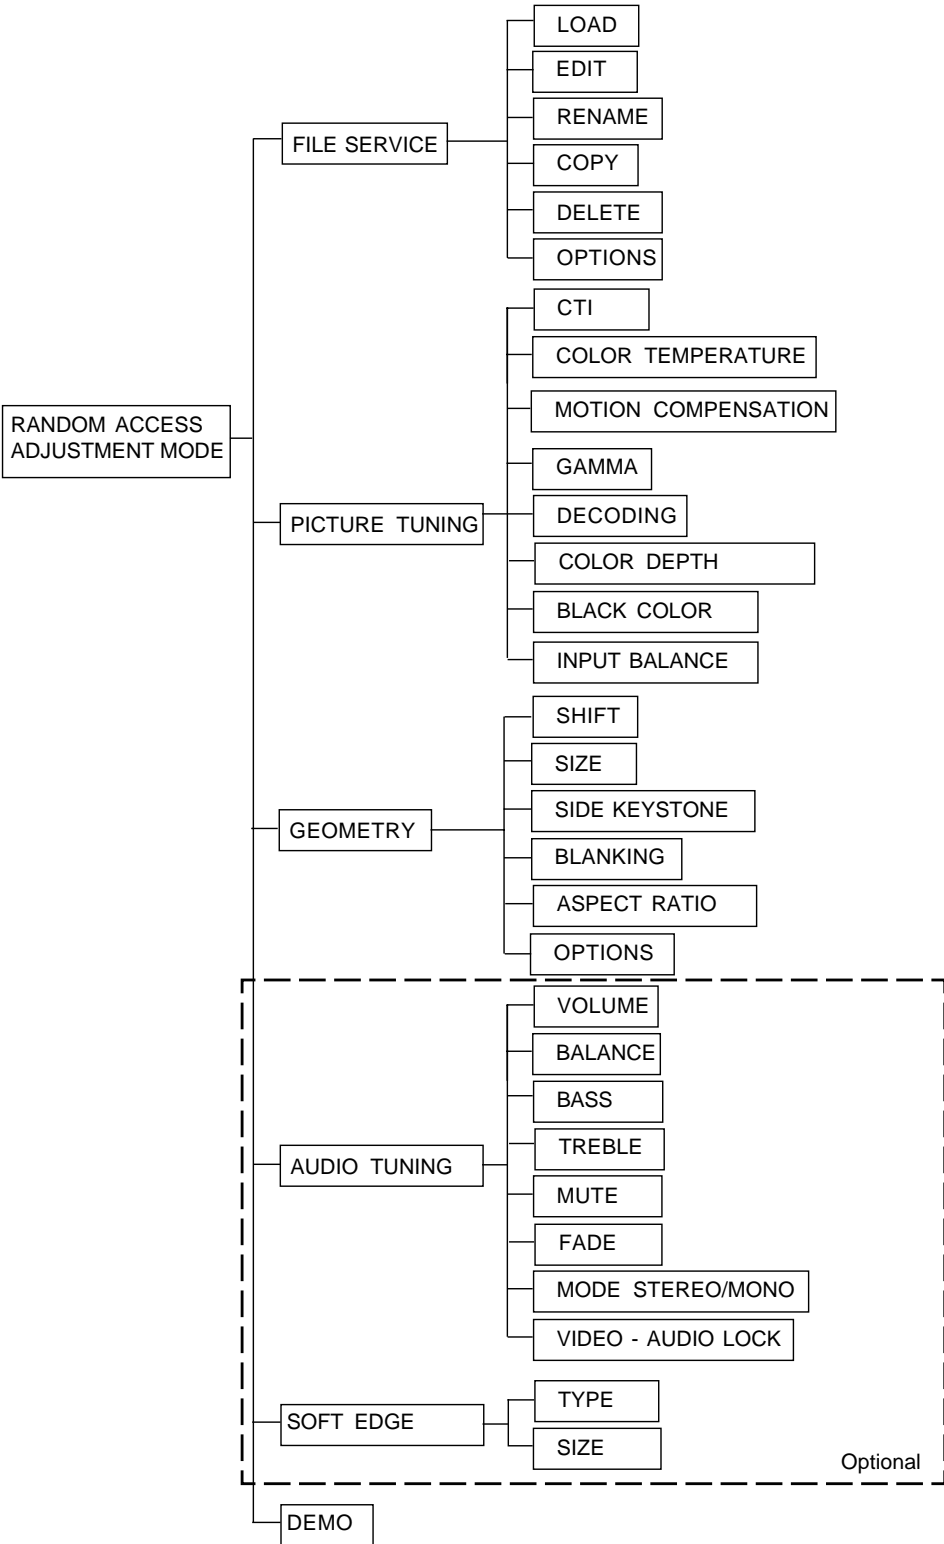 LOAD
EDIT
RENAME
FILE SERVICE
COPY
DELETE
OPTIONS
CTI
COLOR TEMPERATURE
MOTION COMPENSATION
RANDOM ACCESS
ADJUSTMENT MODE
GAMMA
DECODING
PICTURE TUNING
COLOR DEPTH
BLACK COLOR
INPUT BALANCE
SHIFT
SIZE
SIDE KEYSTONE
GEOMETRY
BLANKING
ASPECT RATIO
OPTIONS
VOLUME
BALANCE
BASS
TREBLE
AUDIO TUNING
MUTE
FADE
MODE STEREO/MONO
VIDEO - AUDIO LOCK
TYPE
SOFT EDGE
SIZE
Optional
DEMO